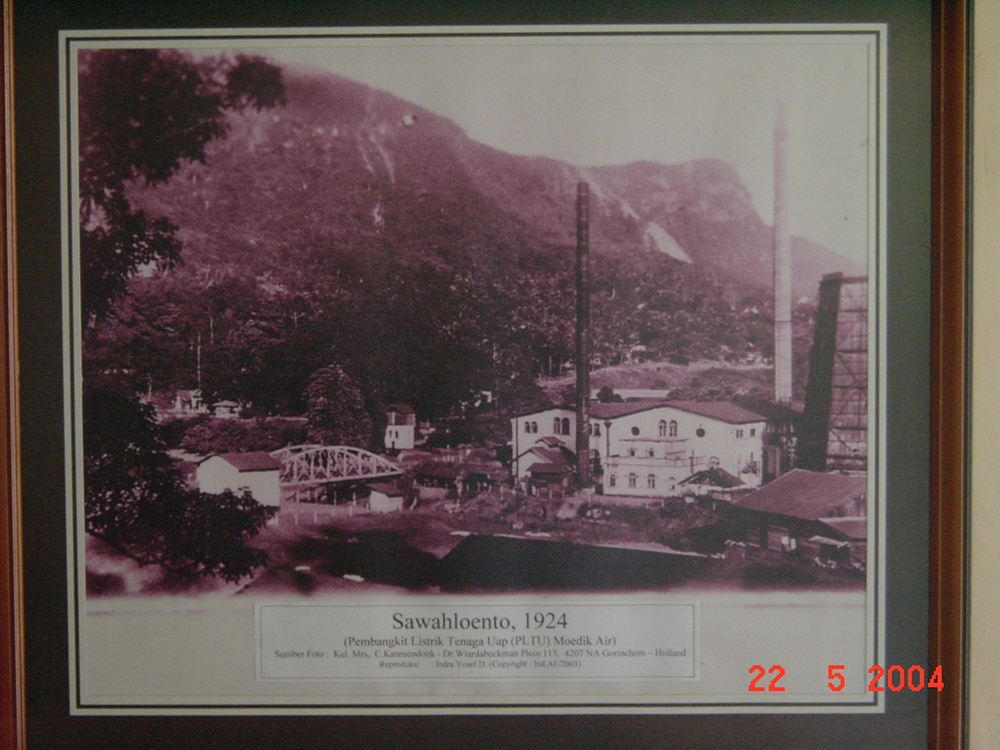 Sawahloento, 1924
(Pembangkit Listrik Tenaga Uap (PLTU) Moedik Air)
Sumber Foto : Kel. Mrs,. C.Karenendonk - Dr.Wiardabeckman Plein 113, 4207 NA Gorinchem – Holland
Reproduksi : Indra Yosef D. (Copyright : Ind.AF/2003)
22 5 2004